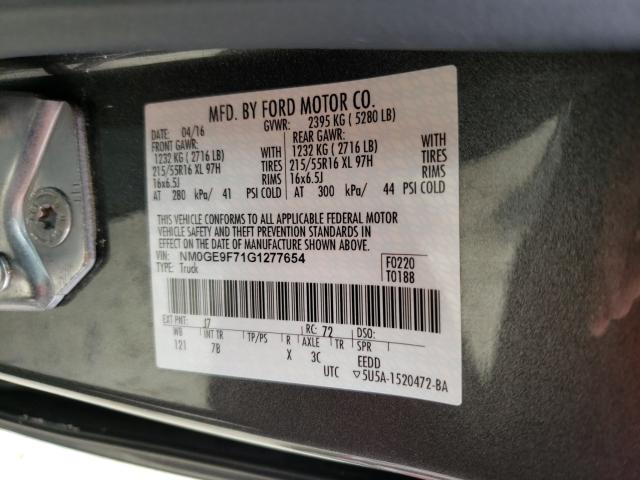 MFD. BY FORD MOTOR CO.
DATE: 04/16 GVWR: 2395 KG ( 5280 LB)
FRONT GAWR: REAR GAWR:
1232 KG ( 2716 LB) WITH 1232 KG ( 2716 LB) WITH
215/55R16 XL 97H TIRES 215/55R16 XL 97H TIRES
16x6.5J RIMS 16x6.5J RIMS
AT 280 kPa/ 41 PSI COLD AT 300 kPa/ 44 PSI COLD
THIS VEHICLE CONFORMS TO ALL APPLICABLE FEDERAL MOTOR
VEHICLE SAFETY AND THEFT PREVENTION STANDARDS IN
EFFECT ON THE DATE OF MANUFACTURE SHOWN ABOVE.
VIN: NM0GE9F71G1277654 F0220
TYPE: Truck T0188
EXT PNT: J7 RC: 72 DSO:
WB INT TR TP/PS R AXLE TR SPR
121 7B X 3C EEDD
UTC ▽5U5A-1520472-BA